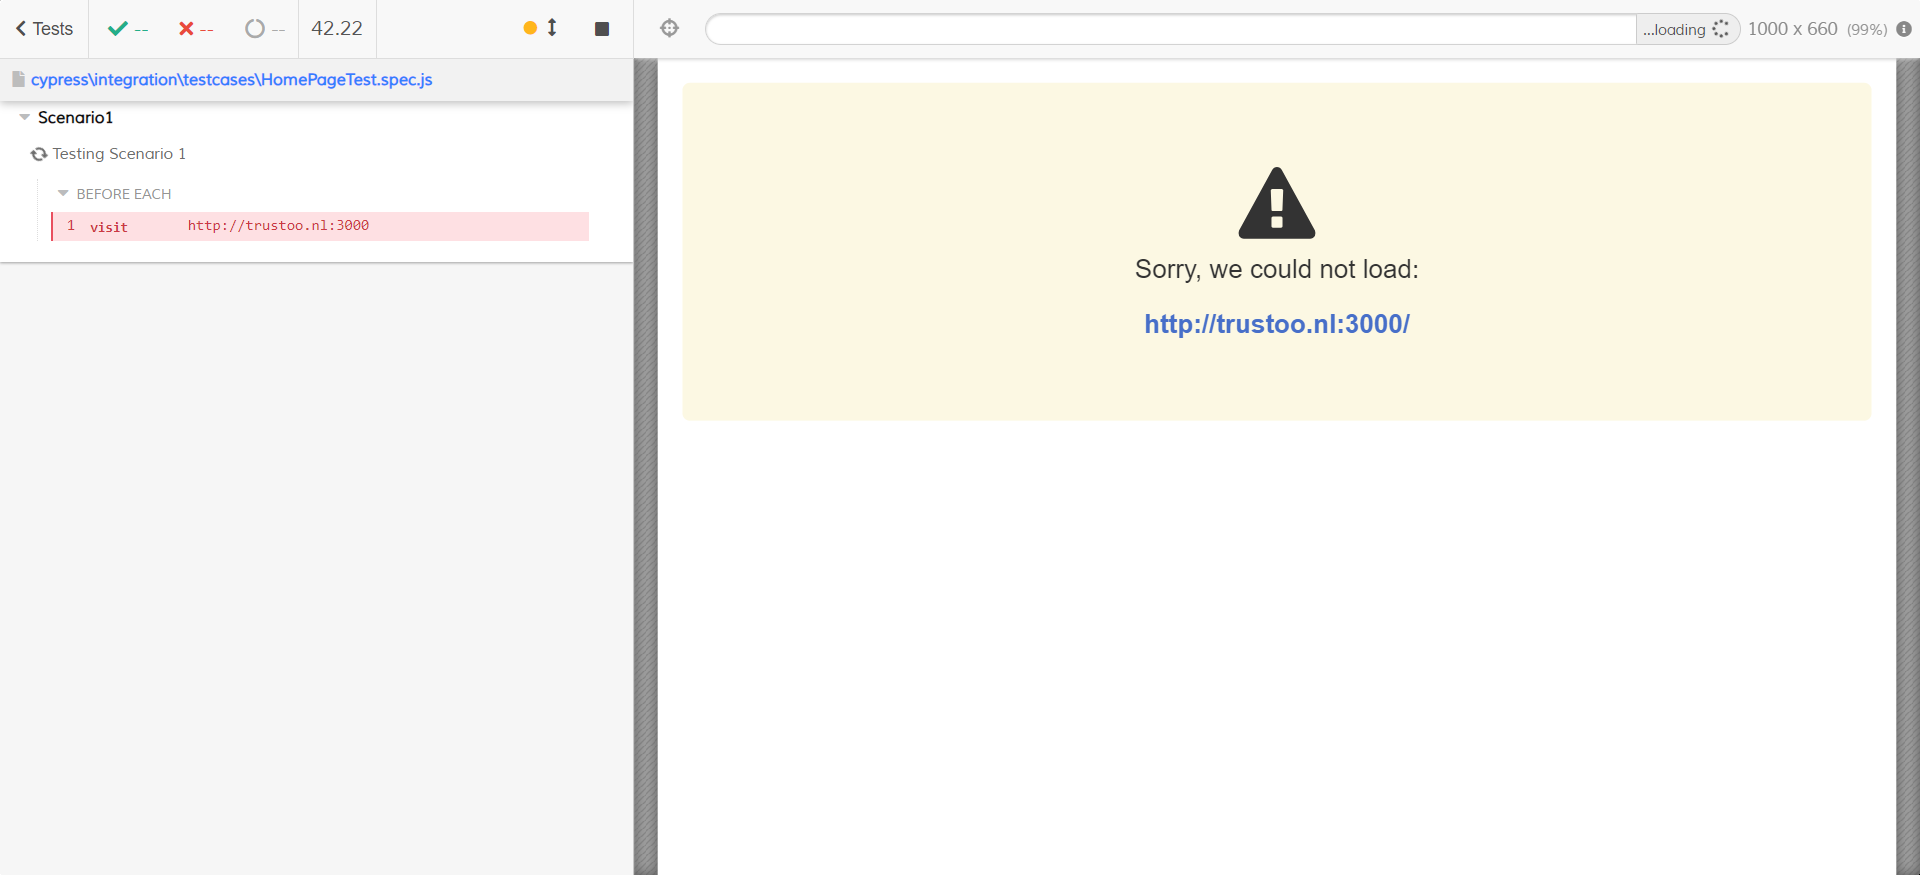 Tests -- -- -- 42.22
...loading 1000 x 660 (99%)
cypress\integration\testcases\HomePageTest.spec.js
Scenario1
Testing Scenario 1
BEFORE EACH
1 visit http://trustoo.nl:3000
Sorry, we could not load:
http://trustoo.nl:3000/